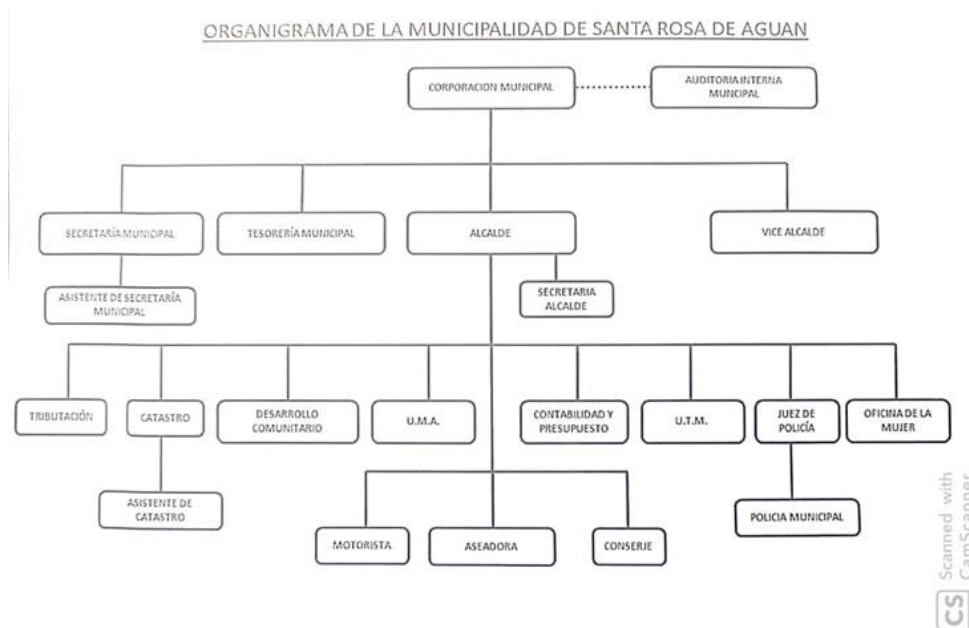 ORGANIGRAMA DE LA MUNICIPALIDAD DE SANTA ROSA DE AGUAN
CORPORACION MUNICIPAL
AUDITORIA INTERNA
MUNCIPAL
SECRETARÍA MUNICIPAL
TESORERÍA MUNICIPAL
ALCALDE
VICE ALCALDE
ASISTENTE DE SECRETARÍA
MUNICIPAL
SECRETARIA
ALCALDE
TRIBUTACIÓN
CATASTRO
DESARROLLO
COMUNITARIO
U.M.A.
CONTABILIDAD Y
PRESUPUESTO
U.T.M.
JUEZ DE
POLICÍA
OFICINA DE LA
MUJER
ASISTENTE DE
CATASTRO
POLICIA MUNICIPAL
MOTORISTA
ASEADORA
CONSERJE
CS
Scanned with
CamScanner